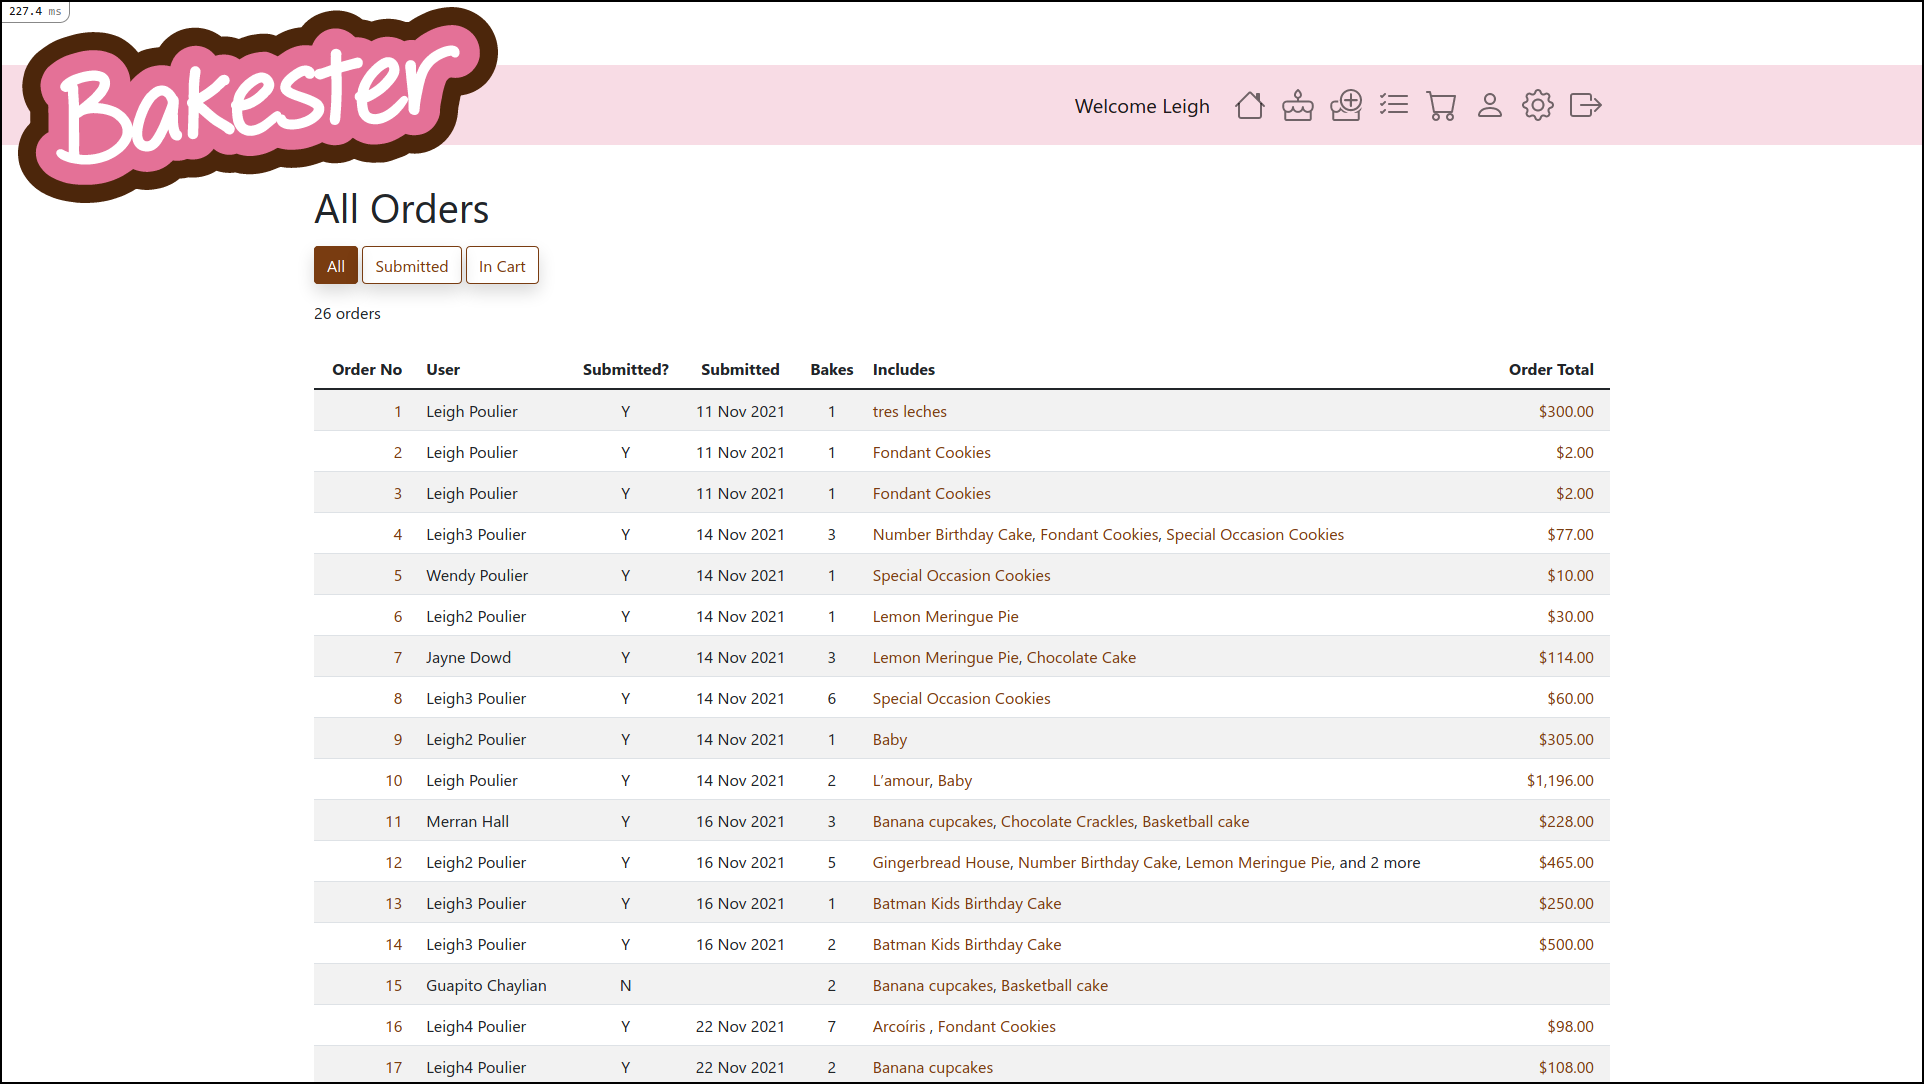 227.4 ms
Bakester
Welcome Leigh
All Orders
All Submitted In Cart
26 orders
Order No User Submitted? Submitted Bakes Includes Order Total
1 Leigh Poulier Y 11 Nov 2021 1 tres leches $300.00
2 Leigh Poulier Y 11 Nov 2021 1 Fondant Cookies $2.00
3 Leigh Poulier Y 11 Nov 2021 1 Fondant Cookies $2.00
4 Leigh3 Poulier Y 14 Nov 2021 3 Number Birthday Cake, Fondant Cookies, Special Occasion Cookies $77.00
5 Wendy Poulier Y 14 Nov 2021 1 Special Occasion Cookies $10.00
6 Leigh2 Poulier Y 14 Nov 2021 1 Lemon Meringue Pie $30.00
7 Jayne Dowd Y 14 Nov 2021 3 Lemon Meringue Pie, Chocolate Cake $114.00
8 Leigh3 Poulier Y 14 Nov 2021 6 Special Occasion Cookies $60.00
9 Leigh2 Poulier Y 14 Nov 2021 1 Baby $305.00
10 Leigh Poulier Y 14 Nov 2021 2 L'amour, Baby $1,196.00
11 Merran Hall Y 16 Nov 2021 3 Banana cupcakes, Chocolate Crackles, Basketball cake $228.00
12 Leigh2 Poulier Y 16 Nov 2021 5 Gingerbread House, Number Birthday Cake, Lemon Meringue Pie, and 2 more $465.00
13 Leigh3 Poulier Y 16 Nov 2021 1 Batman Kids Birthday Cake $250.00
14 Leigh3 Poulier Y 16 Nov 2021 2 Batman Kids Birthday Cake $500.00
15 Guapito Chaylian N 2 Banana cupcakes, Basketball cake
16 Leigh4 Poulier Y 22 Nov 2021 7 Arcoíris , Fondant Cookies $98.00
17 Leigh4 Poulier Y 22 Nov 2021 2 Banana cupcakes $108.00